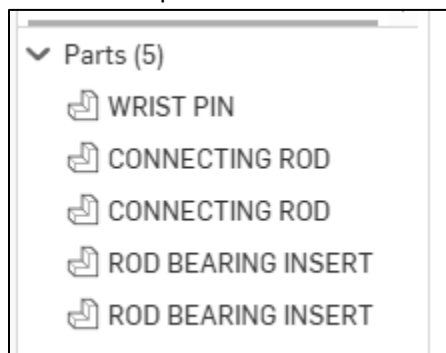 Parts (5)
WRIST PIN
CONNECTING ROD
CONNECTING ROD
ROD BEARING INSERT
ROD BEARING INSERT